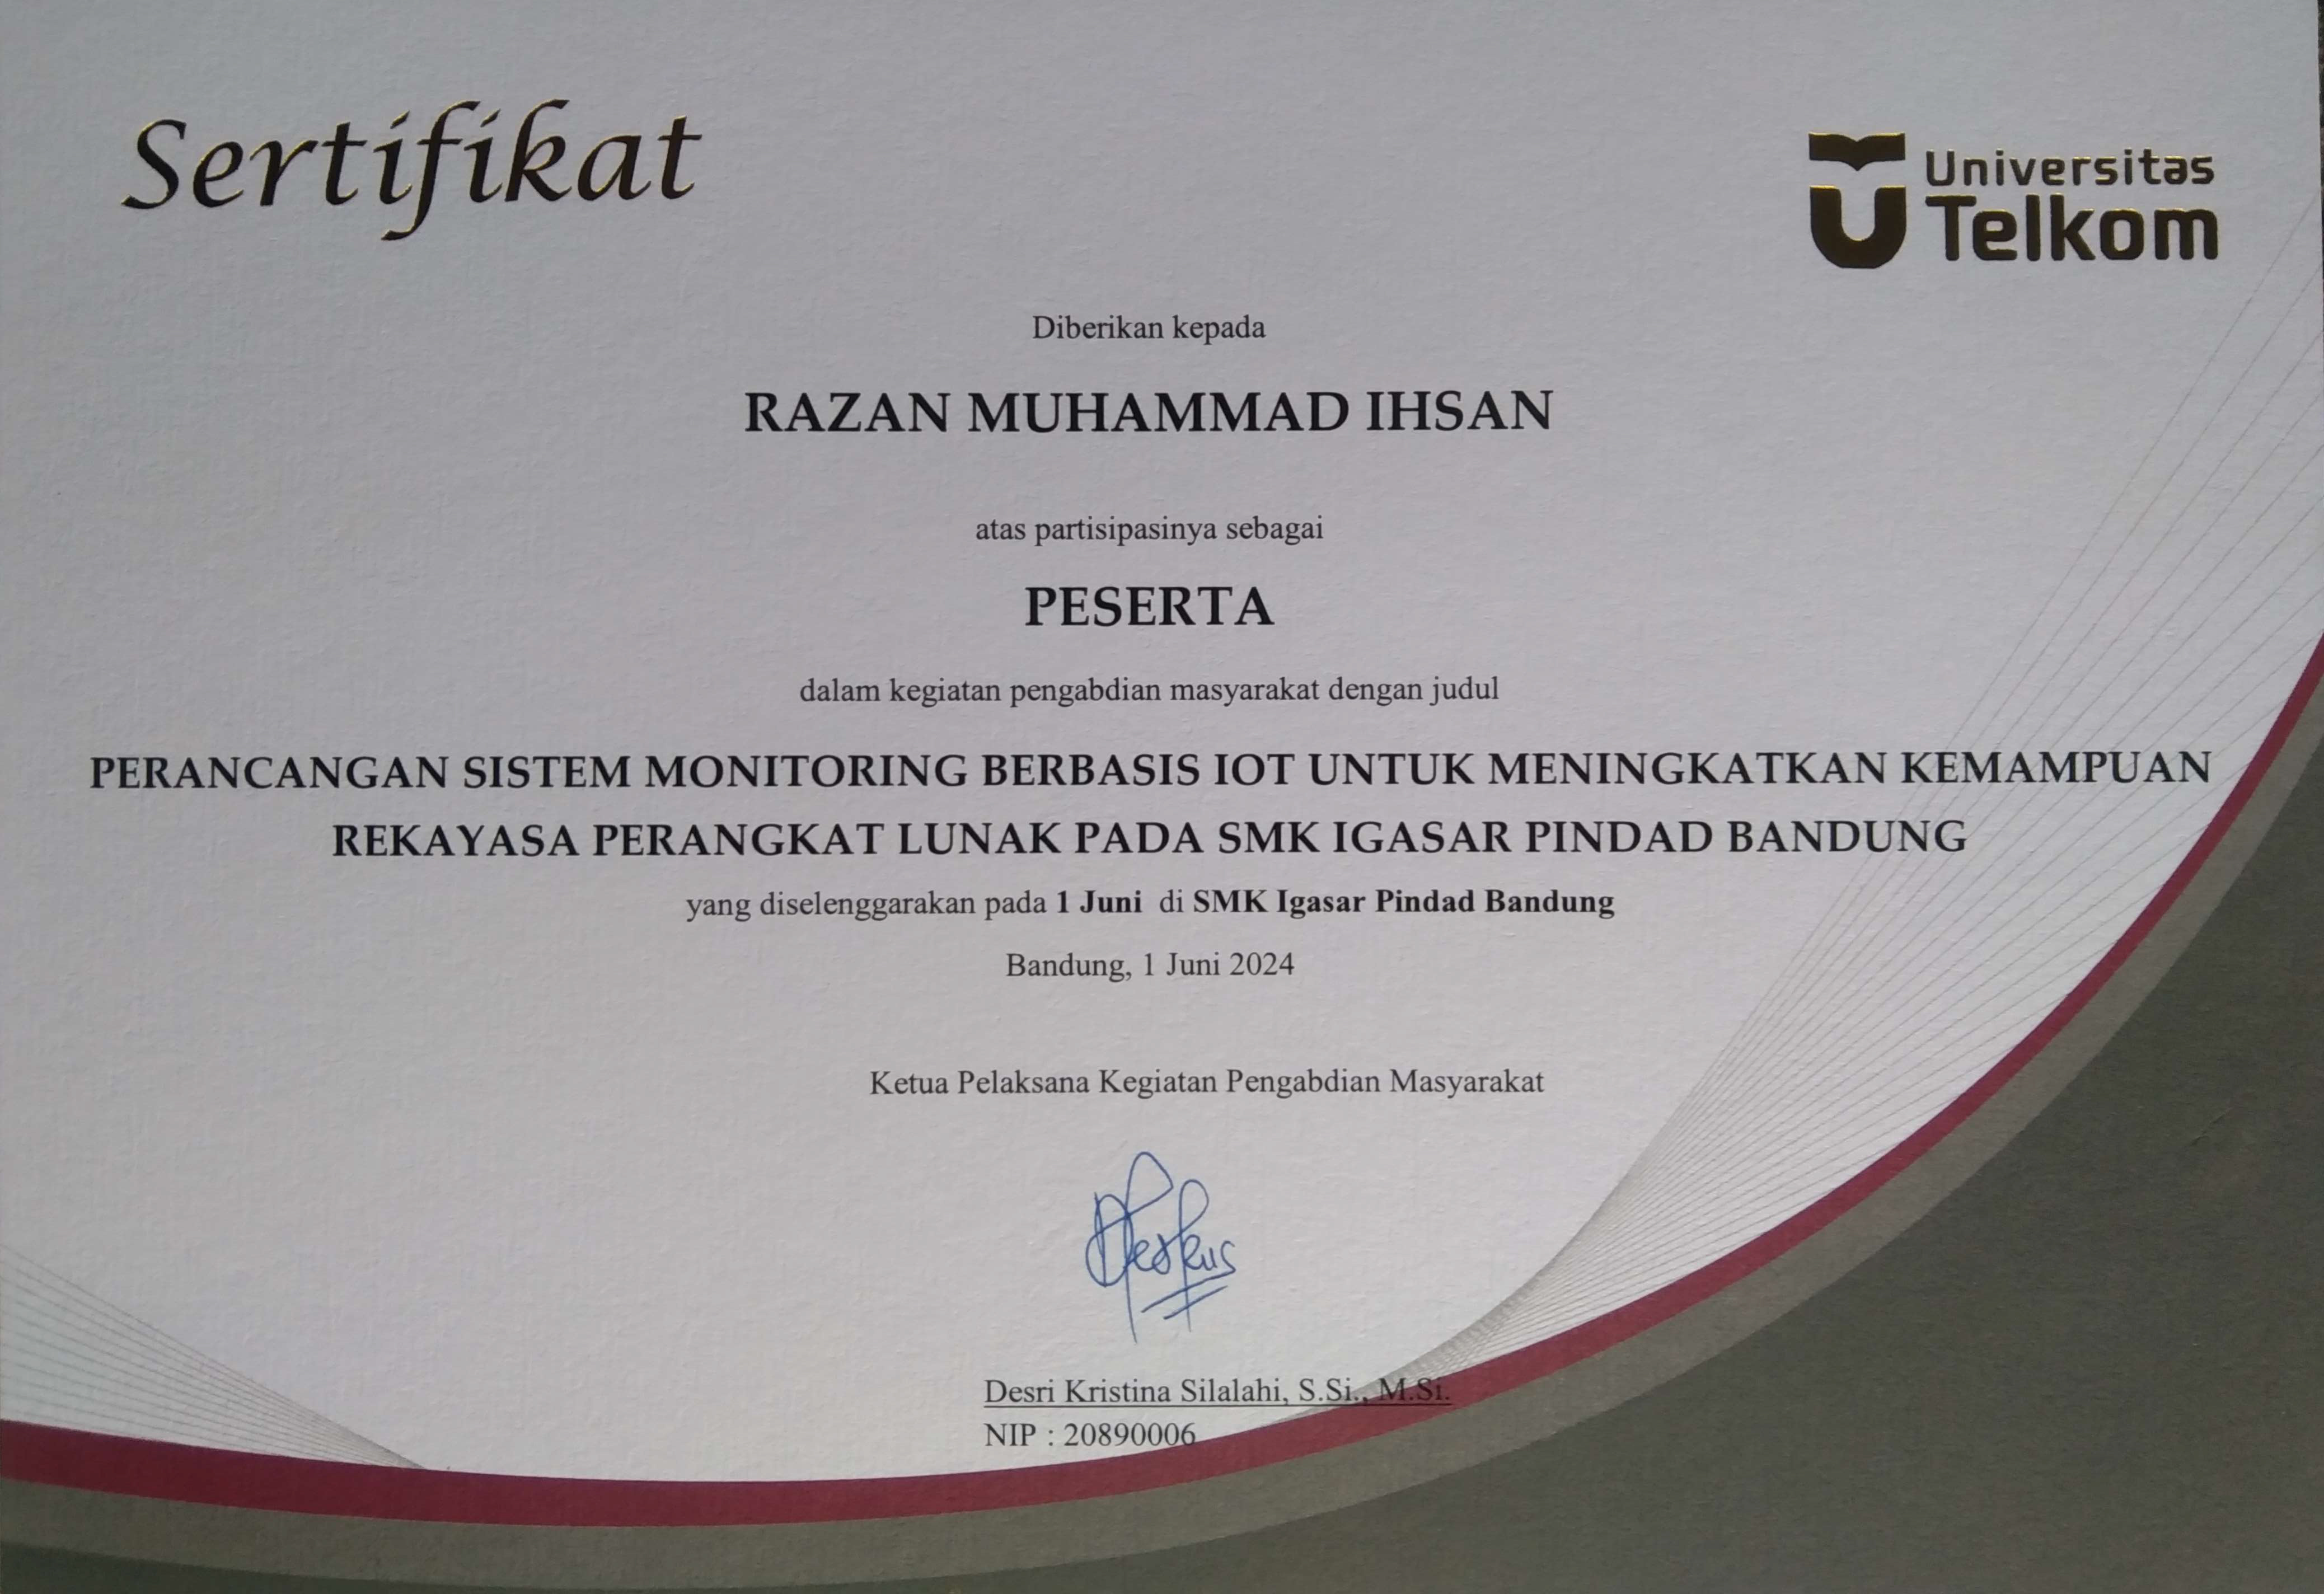 Sertifikat
Universitas
Telkom
Diberikan kepada
RAZAN MUHAMMAD IHSAN
atas partisipasinya sebagai
PESERTA
dalam kegiatan pengabdian masyarakat dengan judul
PERANCANGAN SISTEM MONITORING BERBASIS IOT UNTUK MENINGKATKAN KEMAMPUAN
REKAYASA PERANGKAT LUNAK PADA SMK IGASAR PINDAD BANDUNG
yang diselenggarakan pada 1 Juni di SMK Igasar Pindad Bandung
Bandung, 1 Juni 2024
Ketua Pelaksana Kegiatan Pengabdian Masyarakat
Desri Kristina Silalahi, S.Si., M.Si.
NIP : 20890006